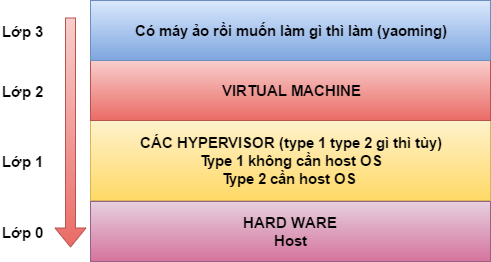 Lớp 3
Có máy ảo rồi muốn làm gì thì làm (yaoming)
Lớp 2
VIRTUAL MACHINE
Lớp 1
CÁC HYPERVISOR (type 1 type 2 gì thì tùy)
Type 1 không cần host OS
Type 2 cần host OS
Lớp 0
HARD WARE
Host